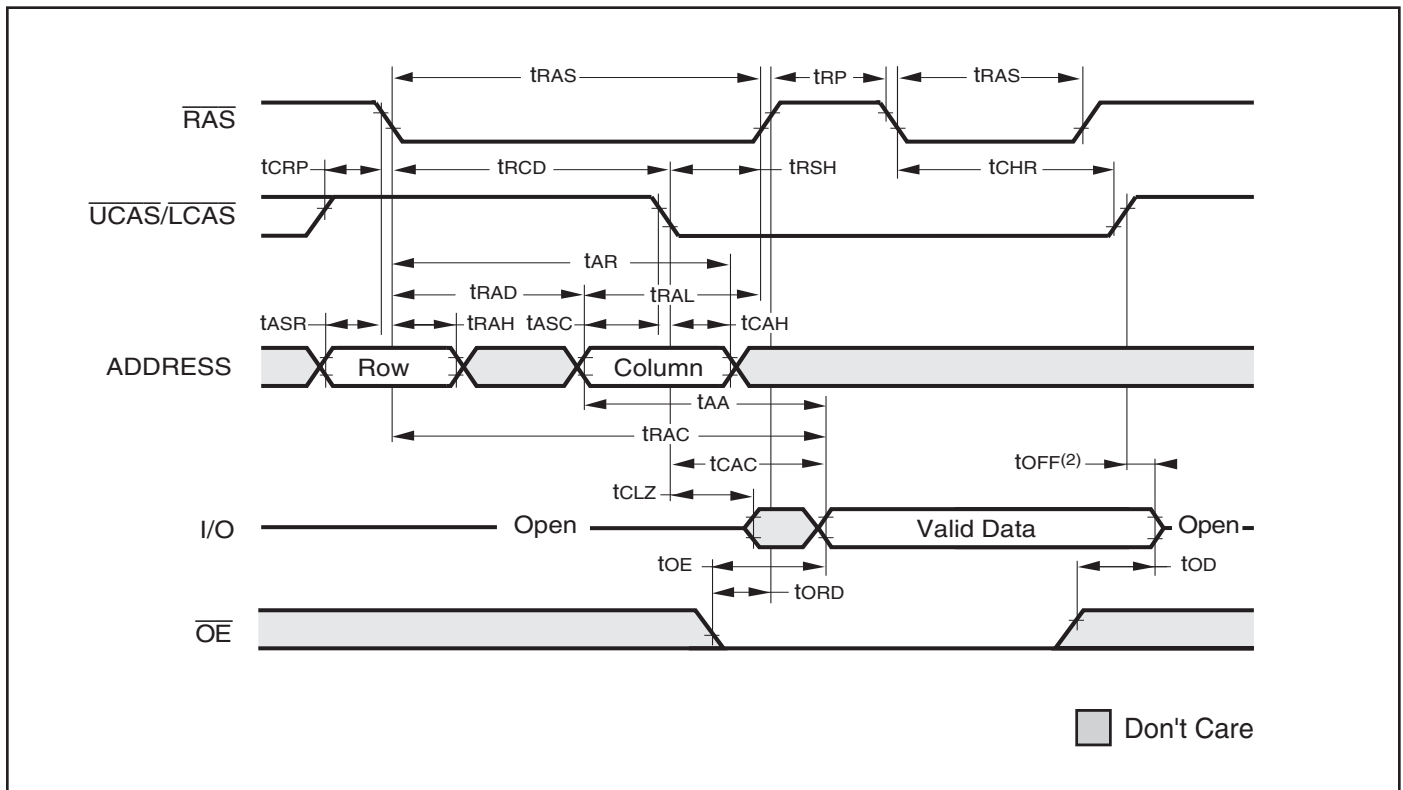 tRAS tRP tRAS
RAS
tCRP tRCD tRSH tCHR
UCAS/LCAS
tAR
tRAD tRAL
tASR tRAH tASC tCAH
ADDRESS Row Column
tAA
tRAC
tCAC tOFF(2)
tCLZ
I/O Open Valid Data Open
tOE tOD
tORD
OE
Don't Care